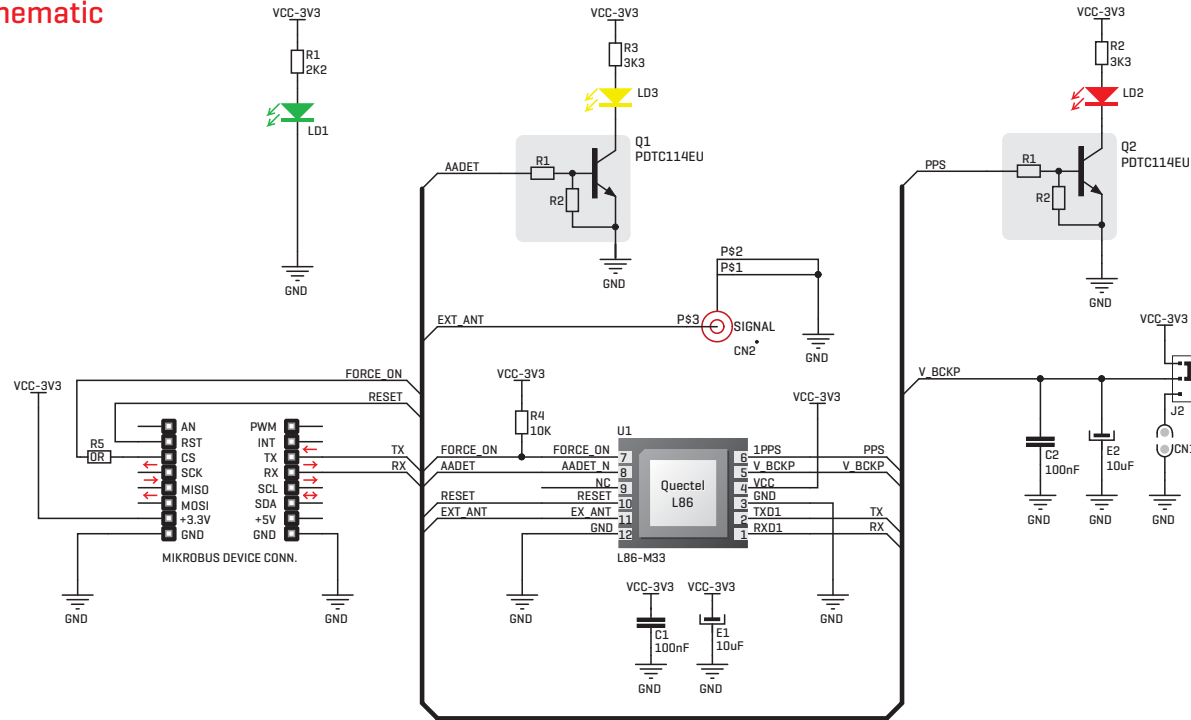 hematic
VCC-3V3
R1
2K2
LD1
GND
VCC-3V3
R3
3K3
LD3
Q1
PDTC114EU
AADET
R1
R2
GND
VCC-3V3
R2
3K3
LD2
Q2
PDTC114EU
PPS
R1
R2
GND
P$2
P$1
EXT_ANT
P$3
SIGNAL
CN2
GND
VCC-3V3
FORCE_ON
RESET
R5
0R
AN
RST
CS
SCK
MISO
MOSI
+3.3V
GND
PWM
INT
TX
RX
SCL
SDA
+5V
GND
TX
RX
MIKROBUS DEVICE CONN.
GND
GND
VCC-3V3
R4
10K
FORCE_ON
AADET
RESET
EXT_ANT
FORCE_ON
AADET_N
NC
RESET
EX_ANT
GND
GND
U1
7
8
9
10
11
12
Quectel
L86
6
5
4
3
2
1
L86-M33
1PPS
V_BCKP
VCC
GND
TXD1
RXD1
PPS
V_BCKP
TX
RX
VCC-3V3
GND
VCC-3V3
C1
100nF
GND
VCC-3V3
E1
10uF
GND
V_BCKP
C2
100nF
GND
E2
10uF
GND
VCC-3V3
J2
CN1
GND